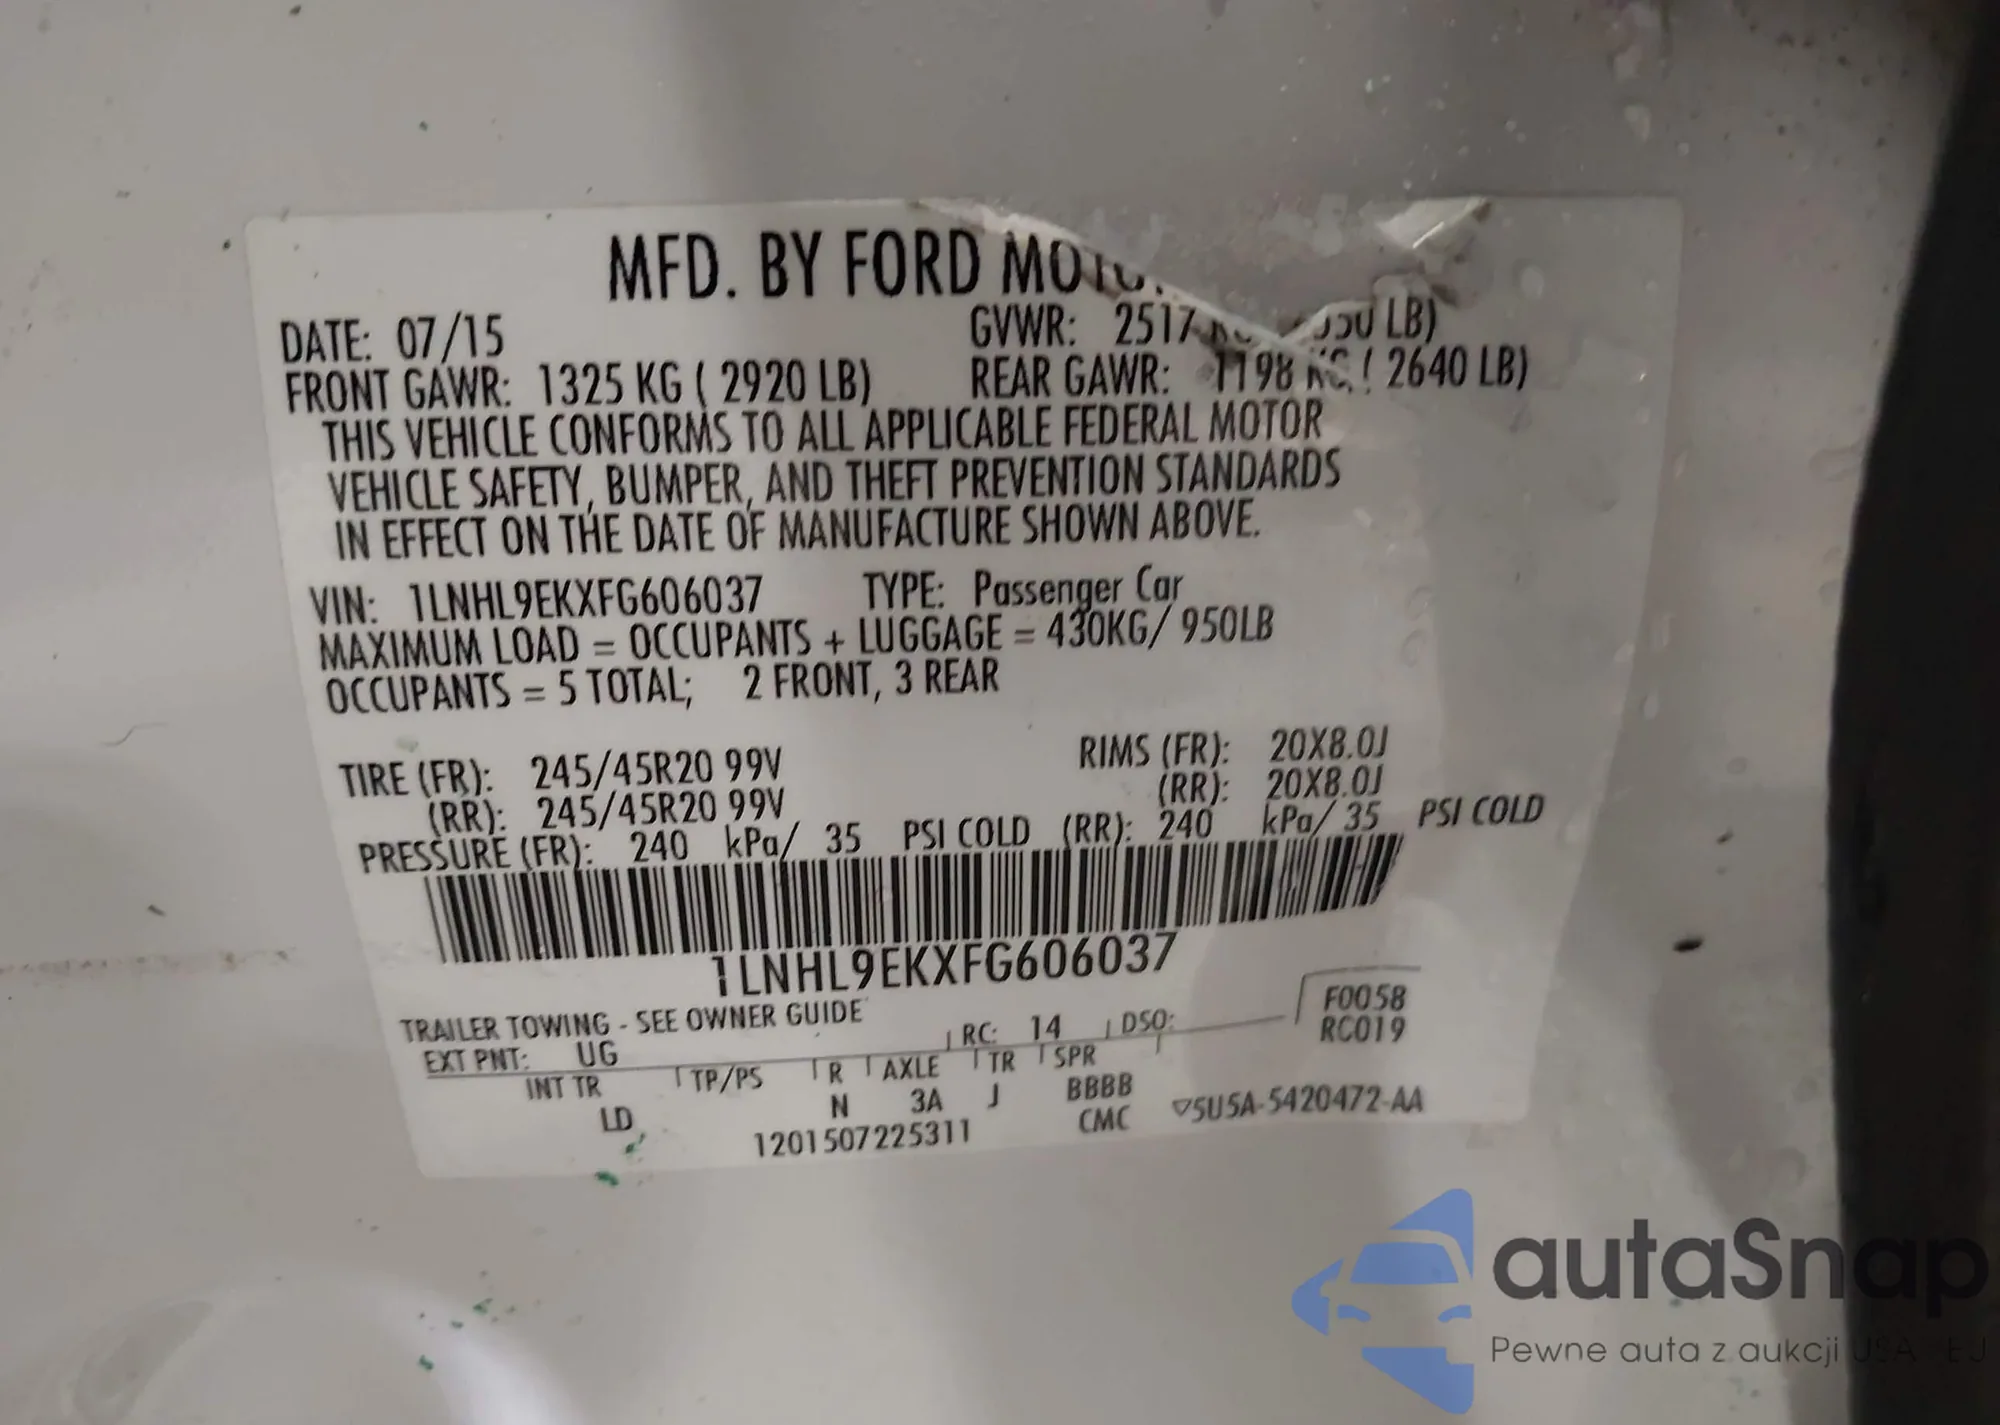 MFD. BY FORD
DATE: 07/15 GVWR: 2517 LB)
FRONT GAWR: 1325 KG ( 2920 LB) REAR GAWR: 1198 KG ( 2640 LB)
THIS VEHICLE CONFORMS TO ALL APPLICABLE FEDERAL MOTOR
VEHICLE SAFETY, BUMPER, AND THEFT PREVENTION STANDARDS
IN EFFECT ON THE DATE OF MANUFACTURE SHOWN ABOVE.
VIN: 1LNHL9EKXFG606037 TYPE: Passenger Car
MAXIMUM LOAD = OCCUPANTS + LUGGAGE = 430KG/ 950LB
OCCUPANTS = 5 TOTAL; 2 FRONT, 3 REAR
TIRE (FR): 245/45R20 99V RIMS (FR): 20X8.0J
(RR): 245/45R20 99V (RR): 20X8.0J
PRESSURE (FR): 240 kPa/ 35 PSI COLD (RR): 240 kPa/ 35 PSI COLD
1LNHL9EKXFG606037
TRAILER TOWING - SEE OWNER GUIDE
F0058
EXT PNT: UG RC: 14 DSO: RC019
INT TR TP/PS R AXLE TR SPR
LD N 3A J BBBB
1201507225311 CMC ▽5U5A-5420472-AA
autaSnap
Pewne auta z aukcji USA EJ